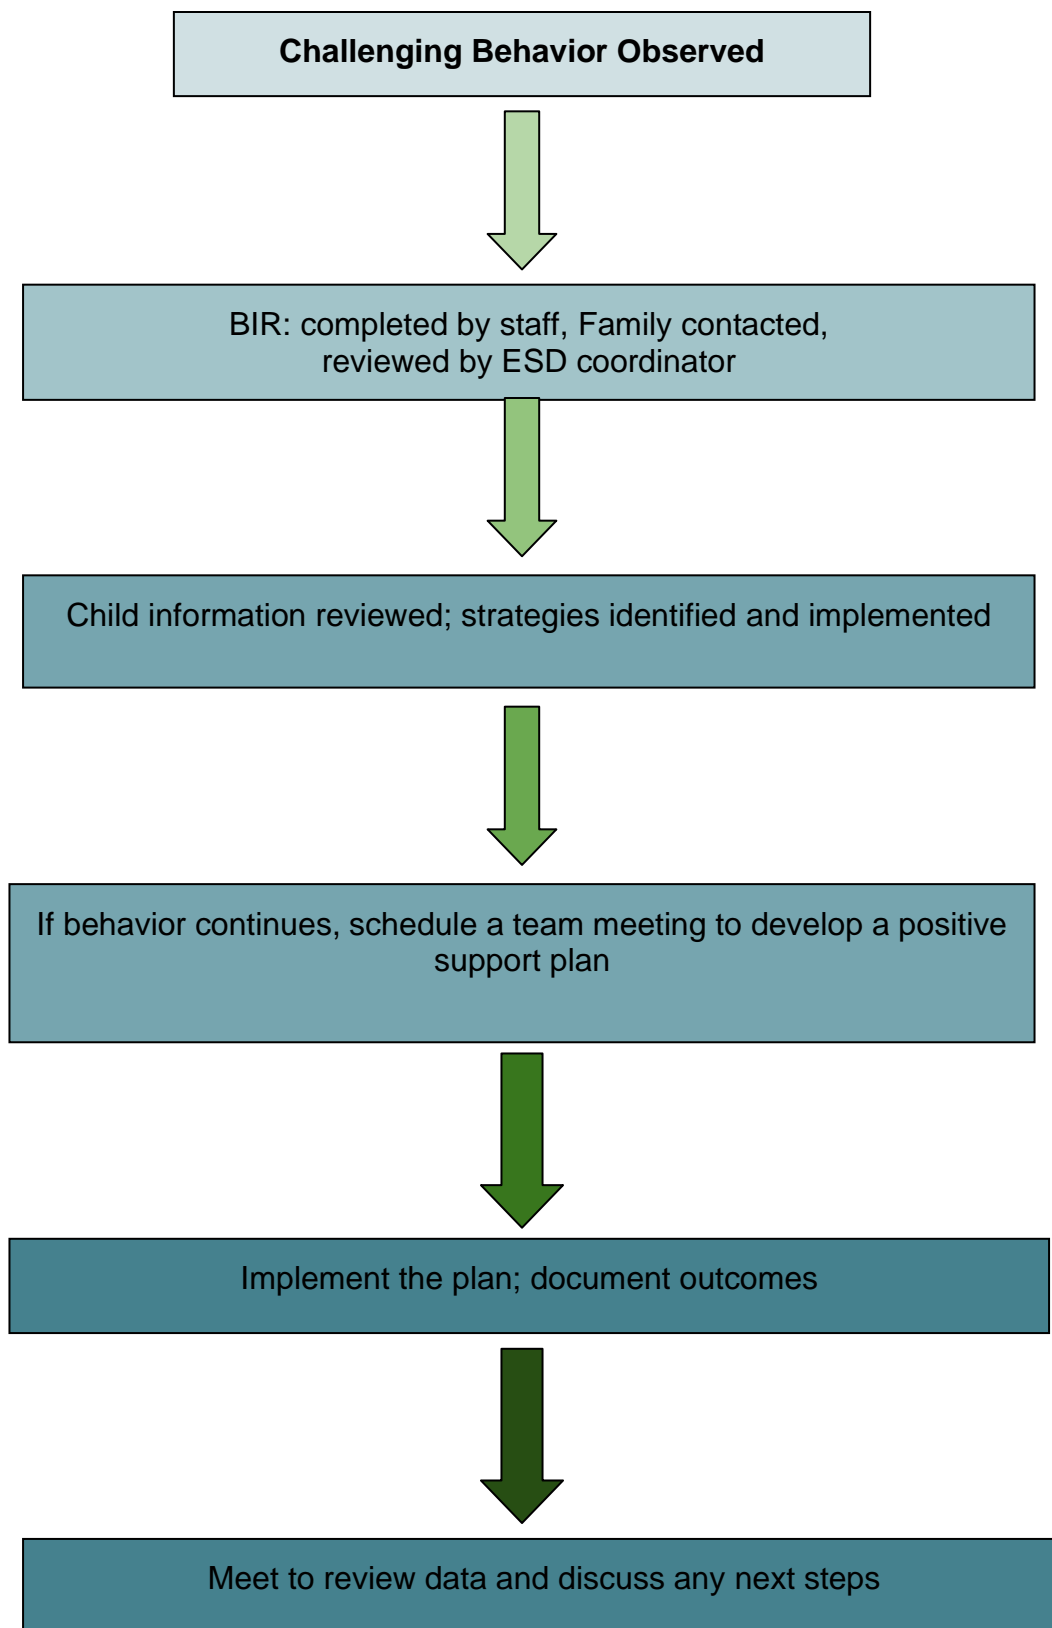 Challenging Behavior Observed
BIR: completed by staff, Family contacted,
reviewed by ESD coordinator
Child information reviewed; strategies identified and implemented
If behavior continues, schedule a team meeting to develop a positive
support plan
Implement the plan; document outcomes
Meet to review data and discuss any next steps